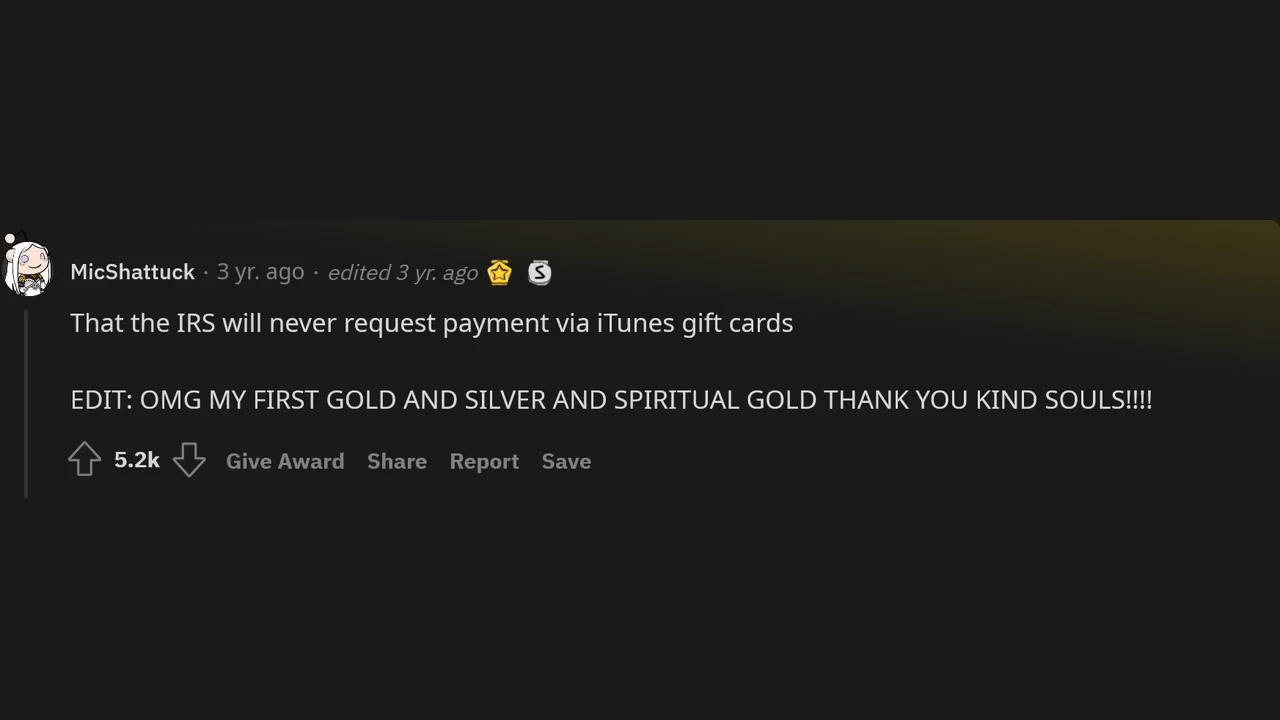 MicShattuck · 3 yr. ago · edited 3 yr. ago S
That the IRS will never request payment via iTunes gift cards
EDIT: OMG MY FIRST GOLD AND SILVER AND SPIRITUAL GOLD THANK YOU KIND SOULS!!!!
5.2k Give Award Share Report Save